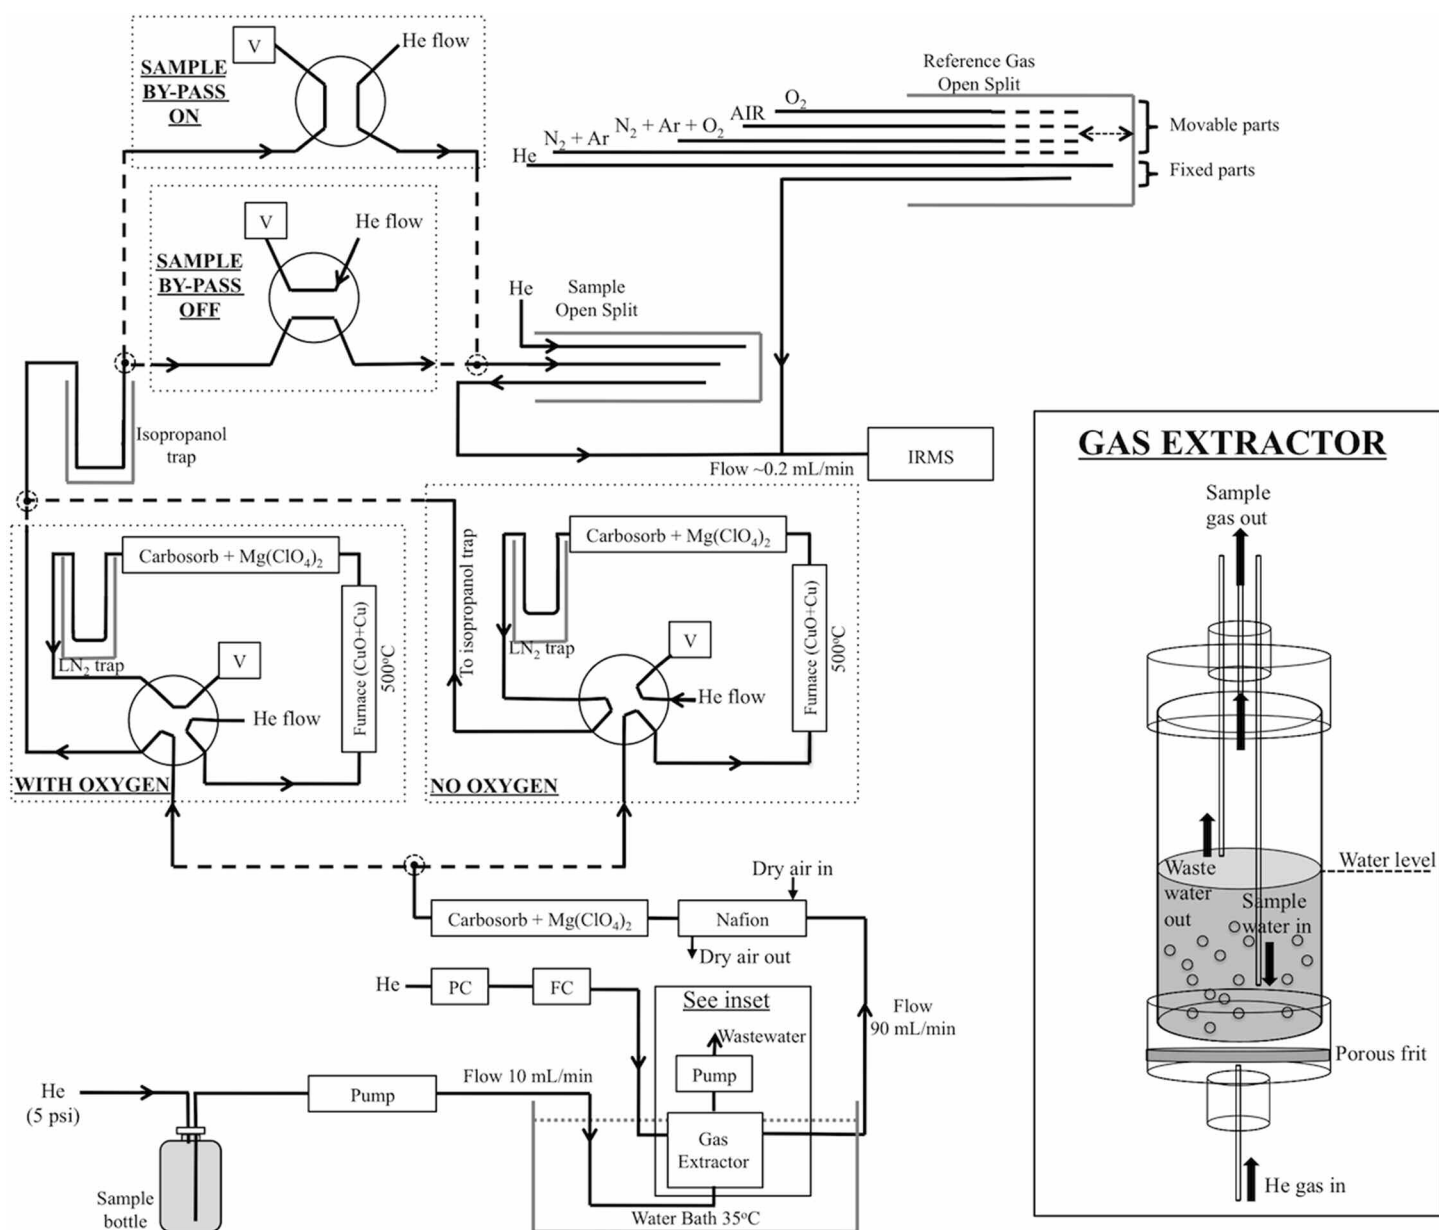 V
He flow
SAMPLE
BY-PASS
ON
V
He flow
SAMPLE
BY-PASS
OFF
Reference Gas
Open Split
O2
AIR
N2 + Ar + O2
N2 + Ar
He
Movable parts
Fixed parts
He
Sample
Open Split
Isopropanol
trap
Flow ~0.2 mL/min
IRMS
Carbosorb + Mg(ClO4)2
LN2 trap
V
He flow
Furnace (CuO+Cu)
500oC
WITH OXYGEN
To isopropanol trap
Carbosorb + Mg(ClO4)2
LN2 trap
V
He flow
Furnace (CuO+Cu)
500oC
NO OXYGEN
Dry air in
Carbosorb + Mg(ClO4)2
Nafion
Dry air out
He
PC
FC
See inset
Wastewater
Pump
Flow
90 mL/min
He
(5 psi)
Pump
Flow 10 mL/min
Gas
Extractor
Sample
bottle
Water Bath 35oC
GAS EXTRACTOR
Sample
gas out
Water level
Waste
water
out
Sample
water in
Porous frit
He gas in